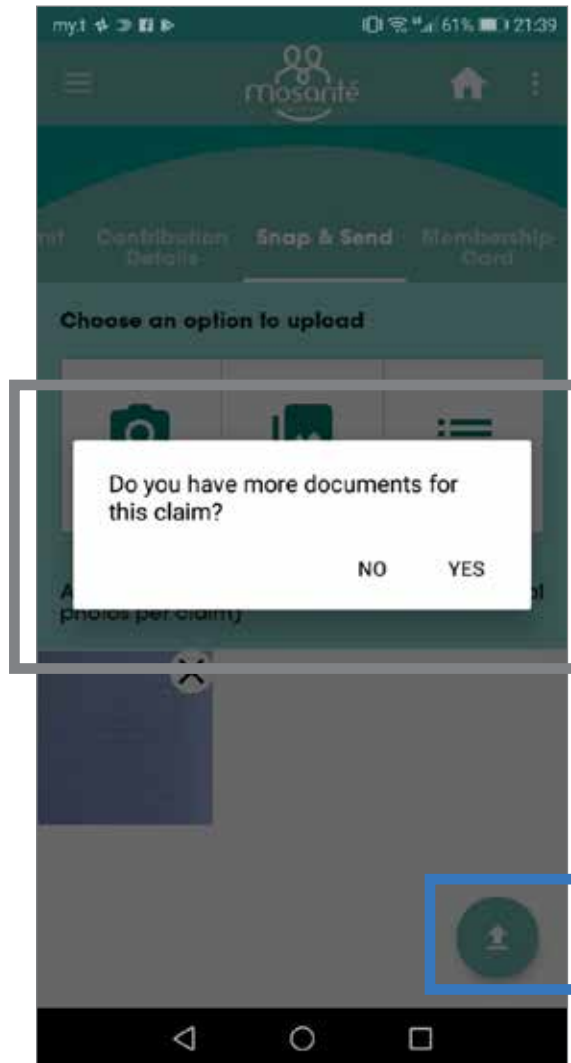 my.t 61% 21:39
mosanté
Contribution Details Snap & Send Membership Card
Choose an option to upload
Do you have more documents for
this claim?
NO YES
photos per claim)